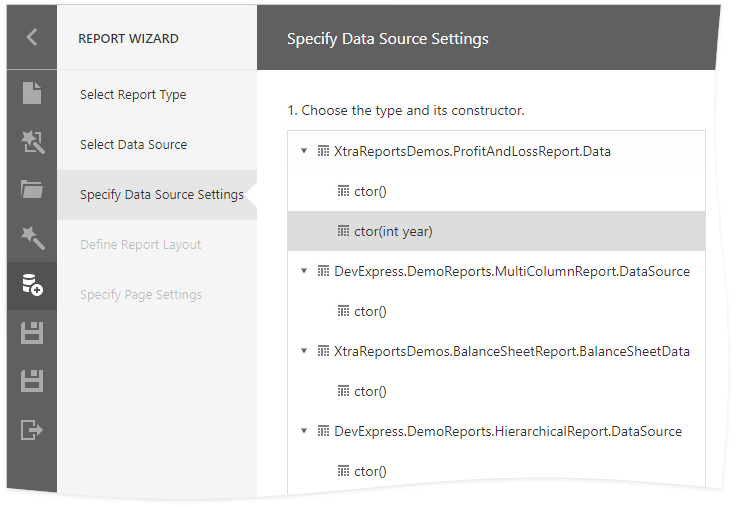 REPORT WIZARD
Specify Data Source Settings
Select Report Type
Select Data Source
Specify Data Source Settings
Define Report Layout
Specify Page Settings
1. Choose the type and its constructor.
XtraReportsDemos.ProfitAndLossReport.Data
ctor()
ctor(int year)
DevExpress.DemoReports.MultiColumnReport.DataSource
ctor()
XtraReportsDemos.BalanceSheetReport.BalanceSheetData
ctor()
DevExpress.DemoReports.HierarchicalReport.DataSource
ctor()